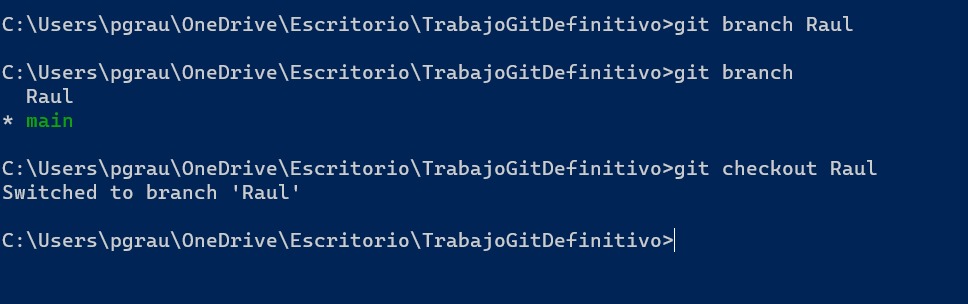 C:\Users\pgrau\OneDrive\Escritorio\TrabajoGitDefinitivo>git branch Raul
C:\Users\pgrau\OneDrive\Escritorio\TrabajoGitDefinitivo>git branch
  Raul
* main
C:\Users\pgrau\OneDrive\Escritorio\TrabajoGitDefinitivo>git checkout Raul
Switched to branch 'Raul'
C:\Users\pgrau\OneDrive\Escritorio\TrabajoGitDefinitivo>